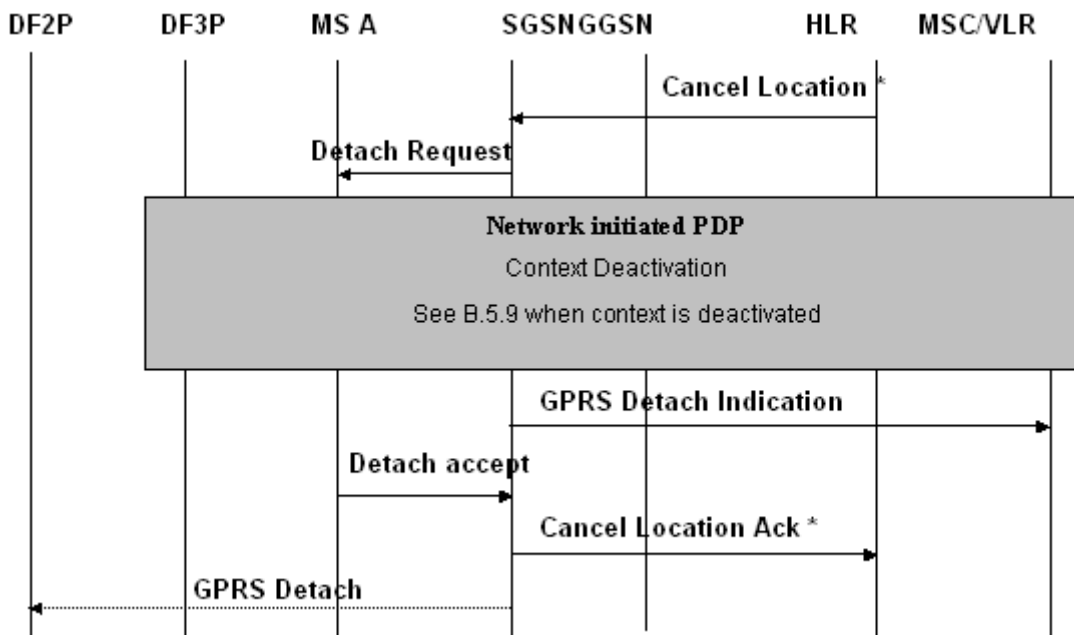 DF2P DF3P MS A SGSNGGSN HLR MSC/VLR
Cancel Location *
Detach Request
Network initiated PDP
Context Deactivation
See B.5.9 when context is deactivated
GPRS Detach Indication
Detach accept
Cancel Location Ack *
GPRS Detach